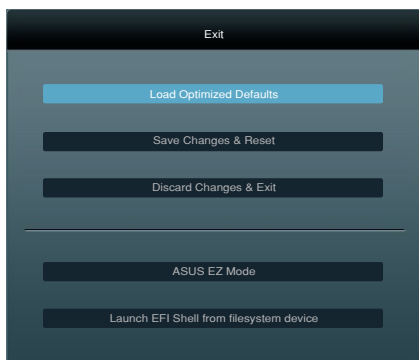 Exit
Load Optimized Defaults
Save Changes & Reset
Discard Changes & Exit
ASUS EZ Mode
Launch EFI Shell from filesystem device